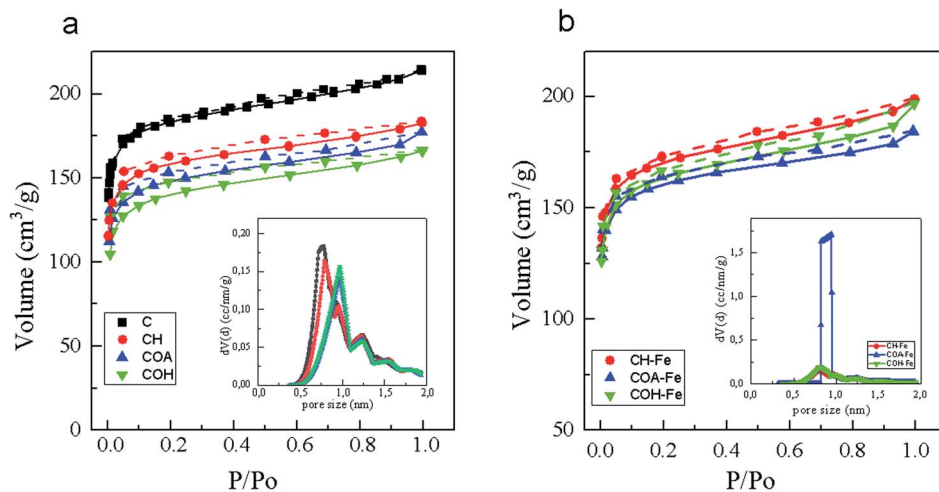 a
Volume (cm³/g)
200
150
100
50
0
0.0 0.2 0.4 0.6 0.8 1.0
P/Po
C
CH
COA
COH
dV(d) (cc/nm/g)
0,20
0,15
0,10
0,05
0,00
0,5 1,0 1,5 2,0
pore size (nm)
b
Volume (cm³/g)
200
150
100
50
0.0 0.2 0.4 0.6 0.8 1.0
P/Po
CH-Fe
COA-Fe
COH-Fe
dV(d) (cc/nm/g)
1,5
1,0
0,5
0,0
CH-Fe
COA-Fe
COH-Fe
0,5 1,0 1,5 2,0
pore size (nm)